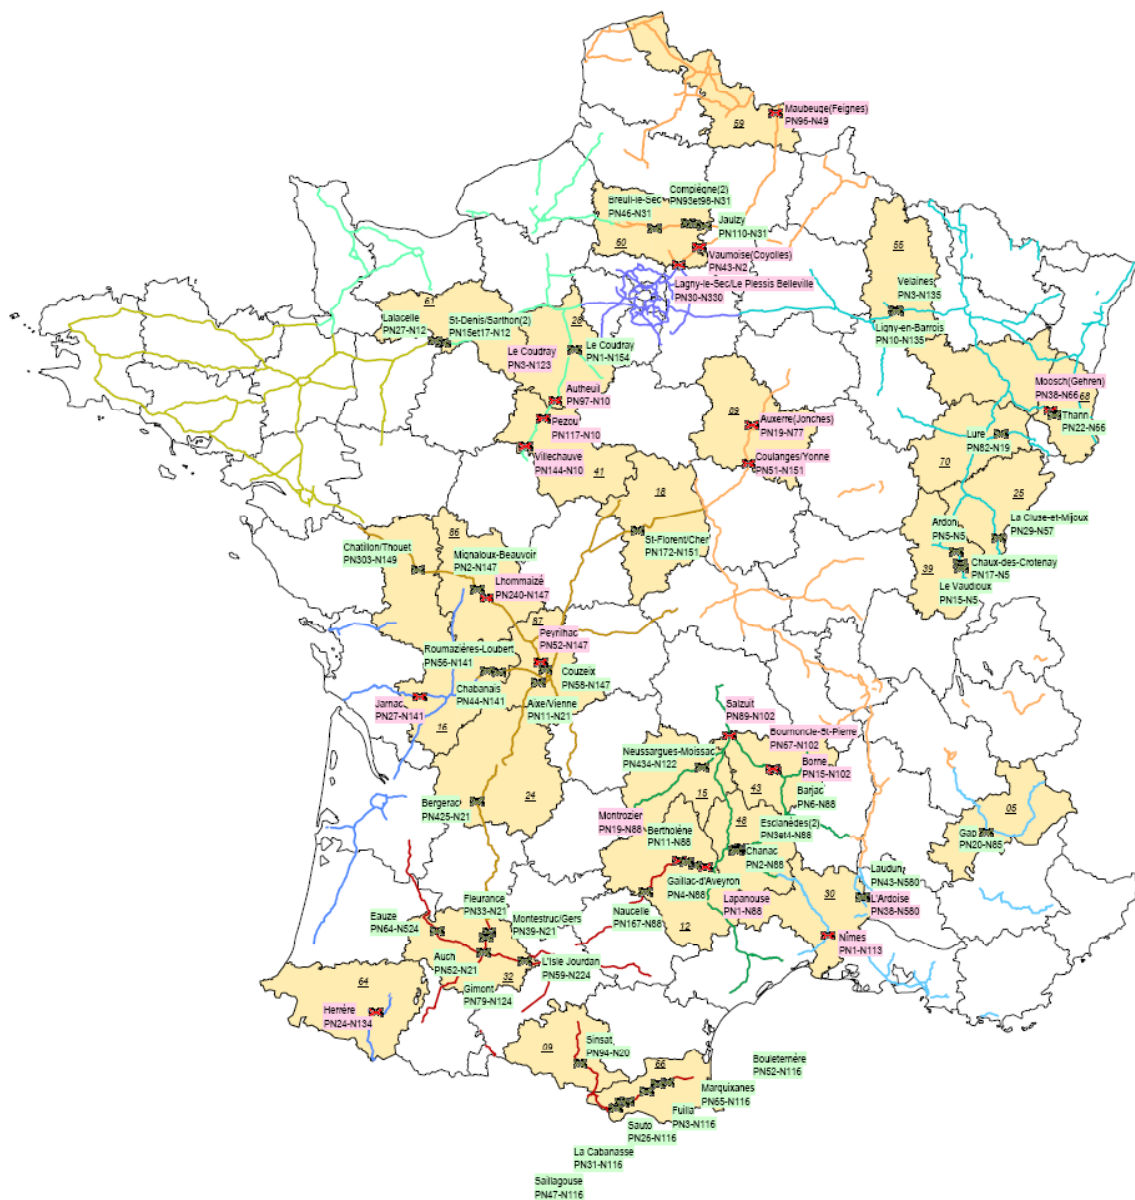 Maubeuge(Feignes)
PN96-N49
59
Compiègne(2)
PN93et98-N31
Breuil-le-Sec
PN46-N31
Jaulzy
PN110-N31
60
Vaumoise(Coyolles)
PN43-N2
Lagny-le-Sec/Le Plessis Belleville
PN30-N330
55
Velaines
PN3-N135
Ligny-en-Barrois
PN10-N135
61
Lalacelle
PN27-N12
St-Denis/Sarthon(2)
PN15et17-N12
28
Le Coudray
PN3-N123
Le Coudray
PN1-N154
Autheuil
PN97-N10
Pezou
PN117-N10
Villechauve
PN144-N10
41
89
Auxerre(Jonches)
PN19-N77
Coulanges/Yonne
PN51-N151
Moosch(Gehren)
PN38-N66
68
Thann
PN22-N66
Lure
PN82-N19
70
25
La Cluse-et-Mijoux
PN29-N57
Ardon
PN5-N5
Chaux-des-Crotenay
PN17-N5
39
Le Vaudioux
PN15-N5
18
St-Florent/Cher
PN172-N151
86
Chatillon/Thouet
PN303-N149
Mignaloux-Beauvoir
PN2-N147
Lhommaizé
PN240-N147
87
Peyrilhac
PN52-N147
Roumazières-Loubert
PN56-N141
Couzeix
PN58-N147
Chabanais
PN44-N141
Aixe/Vienne
PN11-N21
Jarnac
PN27-N141
16
24
Bergerac
PN425-N21
Salzuit
PN89-N102
Bournoncle-St-Pierre
PN67-N102
Neussargues-Moissac
PN434-N122
Borne
PN15-N102
15
43
Barjac
PN6-N88
Montrozier
PN19-N88
48
Esclanèdes(2)
PN3et4-N88
Bertholène
PN11-N88
Chanac
PN2-N88
Gaillac-d'Aveyron
PN4-N88
Lapanouse
PN1-N88
Naucelle
PN167-N88
12
05
Gap
PN20-N85
Laudun
PN43-N580
L'Ardoise
PN38-N580
30
Nîmes
PN1-N113
Fleurance
PN33-N21
Montestruc/Gers
PN39-N21
Eauze
PN64-N524
Auch
PN52-N21
L'Isle Jourdan
PN59-N224
Gimont
PN79-N124
32
64
Herrère
PN24-N134
09
Sinsat
PN94-N20
66
Bouleternère
PN52-N116
Marquixanes
PN55-N116
Fuilla
PN3-N116
Sauto
PN25-N116
La Cabanasse
PN31-N116
Saillagouse
PN47-N116